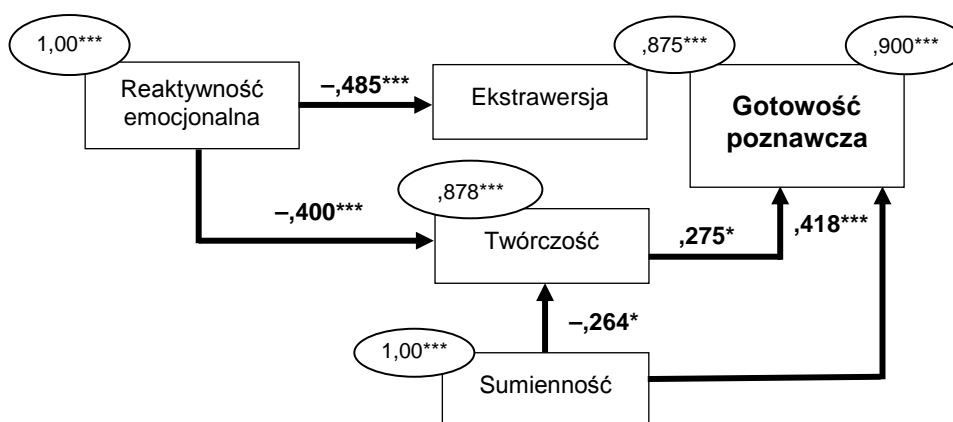 1,00***
,875***
,900***
Reaktywność
emocjonalna
–,485***
Ekstrawersja
Gotowość
poznawcza
–,400***
,878***
Twórczość
,275*
,418***
–,264*
1,00***
Sumienność